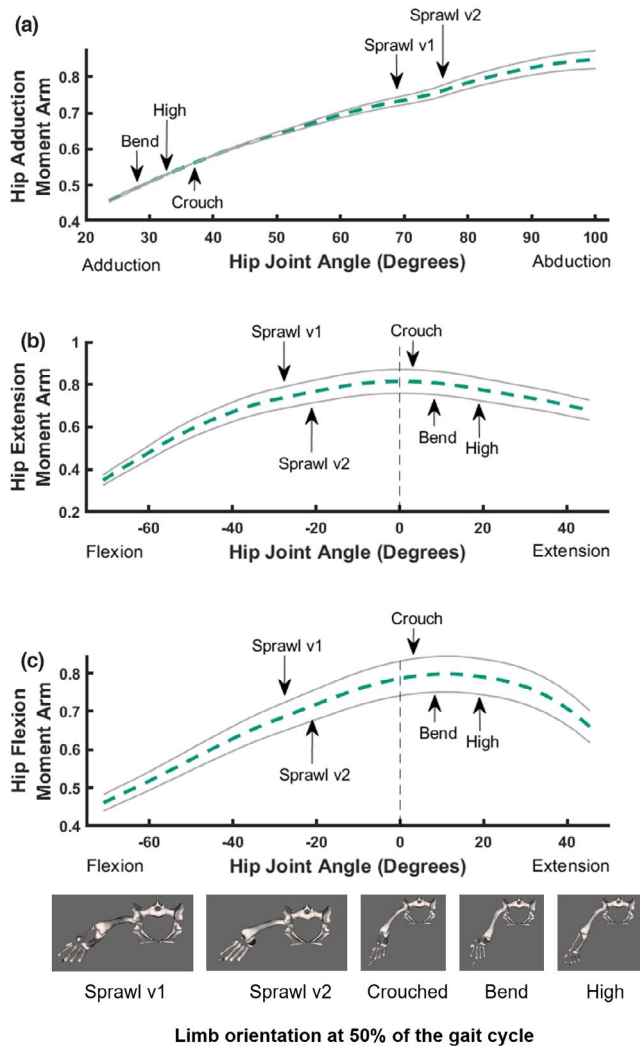 (a)
Hip Adduction
Moment Arm
0.8
0.7
0.6
0.5
0.4
Bend
High
Crouch
Sprawl v1
Sprawl v2
20 30 40 50 60 70 80 90 100
Adduction Hip Joint Angle (Degrees) Abduction
(b)
Hip Extension
Moment Arm
1
0.8
0.6
0.4
0.2
Sprawl v1
Crouch
Sprawl v2
Bend
High
-60 -40 -20 0 20 40
Flexion Hip Joint Angle (Degrees) Extension
(c)
Hip Flexion
Moment Arm
0.8
0.7
0.6
0.5
0.4
Sprawl v1
Crouch
Sprawl v2
Bend
High
-60 -40 -20 0 20 40
Flexion Hip Joint Angle (Degrees) Extension
Sprawl v1 Sprawl v2 Crouched Bend High
Limb orientation at 50% of the gait cycle